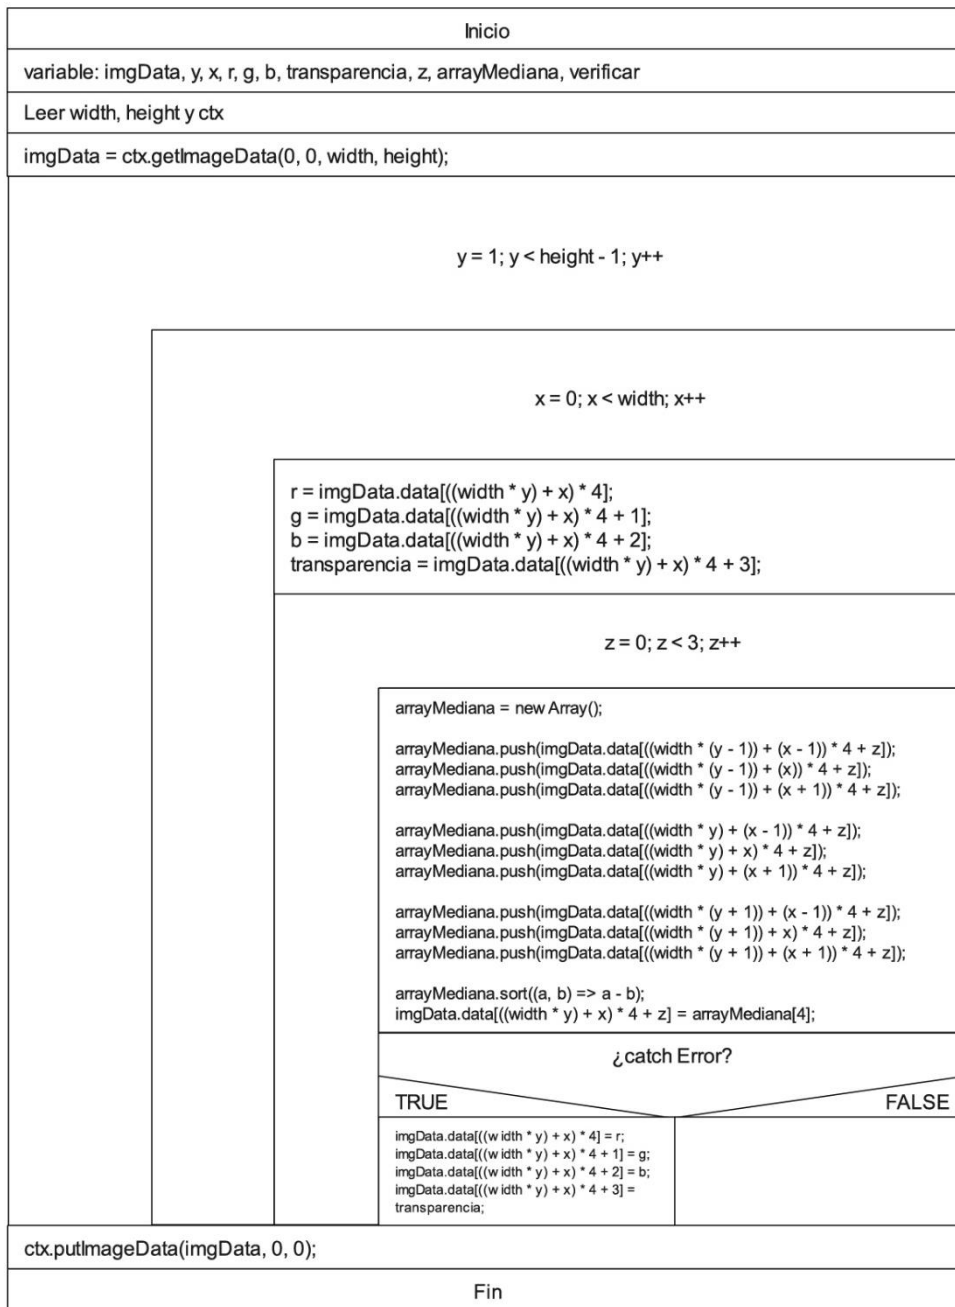 Inicio
variable: imgData, y, x, r, g, b, transparencia, z, arrayMediana, verificar
Leer width, height y ctx
imgData = ctx.getImageData(0, 0, width, height);
y = 1; y < height - 1; y++
x = 0; x < width; x++
r = imgData.data[((width * y) + x) * 4];
g = imgData.data[((width * y) + x) * 4 + 1];
b = imgData.data[((width * y) + x) * 4 + 2];
transparencia = imgData.data[((width * y) + x) * 4 + 3];
z = 0; z < 3; z++
arrayMediana = new Array();
arrayMediana.push(imgData.data[((width * (y - 1)) + (x - 1)) * 4 + z]);
arrayMediana.push(imgData.data[((width * (y - 1)) + (x)) * 4 + z]);
arrayMediana.push(imgData.data[((width * (y - 1)) + (x + 1)) * 4 + z]);
arrayMediana.push(imgData.data[((width * y) + (x - 1)) * 4 + z]);
arrayMediana.push(imgData.data[((width * y) + x) * 4 + z]);
arrayMediana.push(imgData.data[((width * y) + (x + 1)) * 4 + z]);
arrayMediana.push(imgData.data[((width * (y + 1)) + (x - 1)) * 4 + z]);
arrayMediana.push(imgData.data[((width * (y + 1)) + x) * 4 + z]);
arrayMediana.push(imgData.data[((width * (y + 1)) + (x + 1)) * 4 + z]);
arrayMediana.sort((a, b) => a - b);
imgData.data[((width * y) + x) * 4 + z] = arrayMediana[4];
¿catch Error?
TRUE
FALSE
imgData.data[((w idth * y) + x) * 4] = r;
imgData.data[((w idth * y) + x) * 4 + 1] = g;
imgData.data[((w idth * y) + x) * 4 + 2] = b;
imgData.data[((w idth * y) + x) * 4 + 3] =
transparencia;
ctx.putImageData(imgData, 0, 0);
Fin